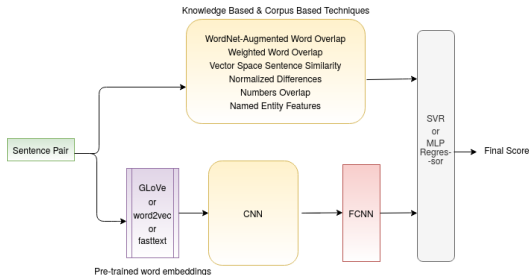 Knowledge Based & Corpus Based Techniques
WordNet-Augmented Word Overlap
Weighted Word Overlap
Vector Space Sentence Similarity
Normalized Differences
Numbers Overlap
Named Entity Features
Sentence Pair
GLoVe
or
word2vec
or
fasttext
Pre-trained word embeddings
CNN
FCNN
SVR
or
MLP
Regres-
-sor
Final Score